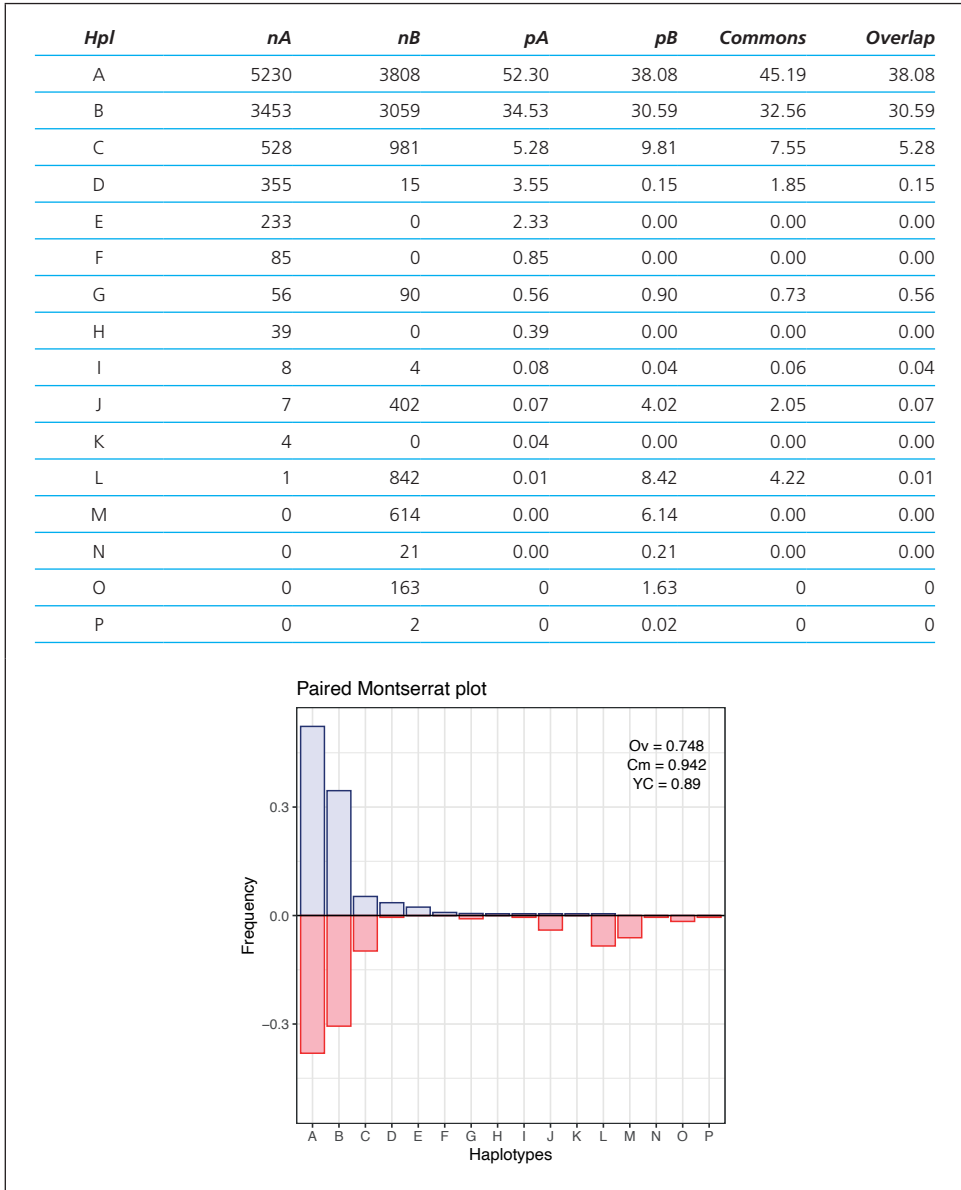 Hpl nA nB pA pB Commons Overlap
A 5230 3808 52.30 38.08 45.19 38.08
B 3453 3059 34.53 30.59 32.56 30.59
C 528 981 5.28 9.81 7.55 5.28
D 355 15 3.55 0.15 1.85 0.15
E 233 0 2.33 0.00 0.00 0.00
F 85 0 0.85 0.00 0.00 0.00
G 56 90 0.56 0.90 0.73 0.56
H 39 0 0.39 0.00 0.00 0.00
I 8 4 0.08 0.04 0.06 0.04
J 7 402 0.07 4.02 2.05 0.07
K 4 0 0.04 0.00 0.00 0.00
L 1 842 0.01 8.42 4.22 0.01
M 0 614 0.00 6.14 0.00 0.00
N 0 21 0.00 0.21 0.00 0.00
O 0 163 0 1.63 0 0
P 0 2 0 0.02 0 0
Paired Montserrat plot
Ov = 0.748
Cm = 0.942
YC = 0.89
0.3
0.0
−0.3
Frequency
A B C D E F G H I J K L M N O P
Haplotypes